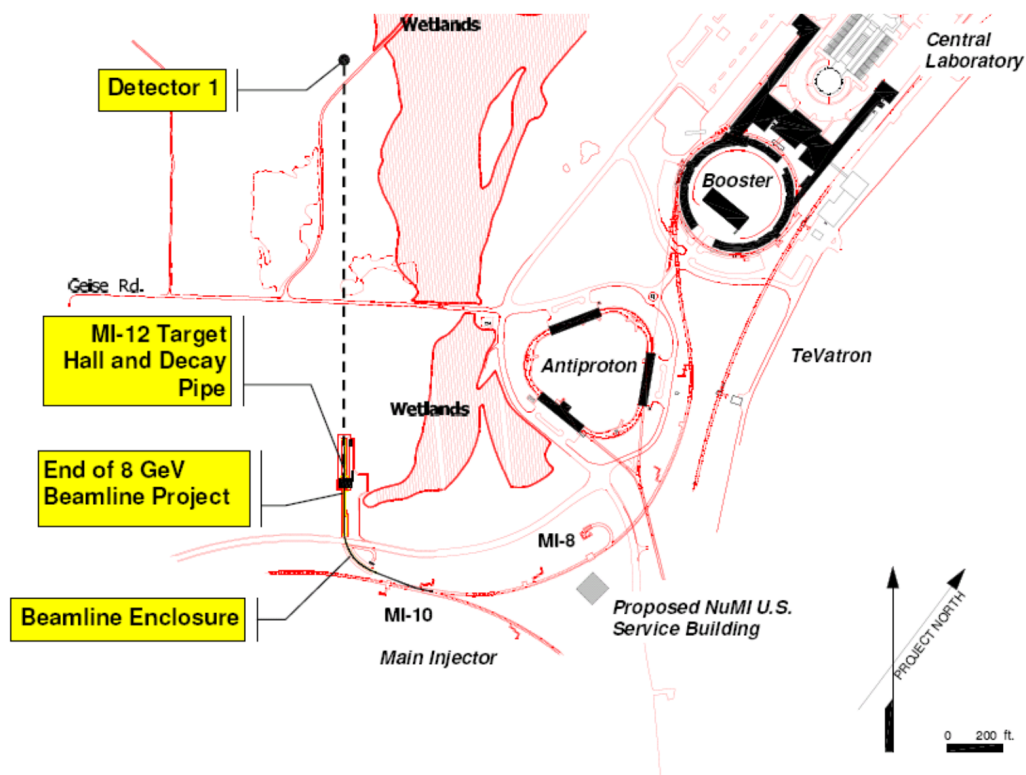 Wetlands
Central
Laboratory
Detector 1
Booster
Geise Rd.
MI-12 Target
Hall and Decay
Pipe
Antiproton
TeVatron
Wetlands
End of 8 GeV
Beamline Project
MI-8
Beamline Enclosure
MI-10
Proposed NuMI U.S.
Service Building
Main Injector
PROJECT NORTH
0 200 ft.